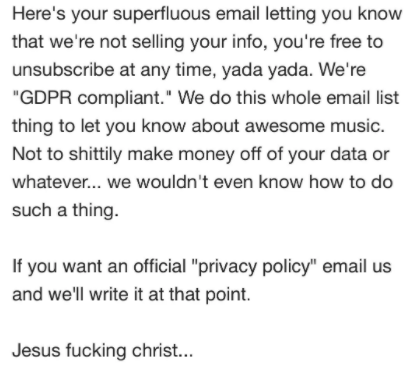 Here's your superfluous email letting you know
that we're not selling your info, you're free to
unsubscribe at any time, yada yada. We're
"GDPR compliant." We do this whole email list
thing to let you know about awesome music.
Not to shittily make money off of your data or
whatever... we wouldn't even know how to do
such a thing.
If you want an official "privacy policy" email us
and we'll write it at that point.
Jesus fucking christ...